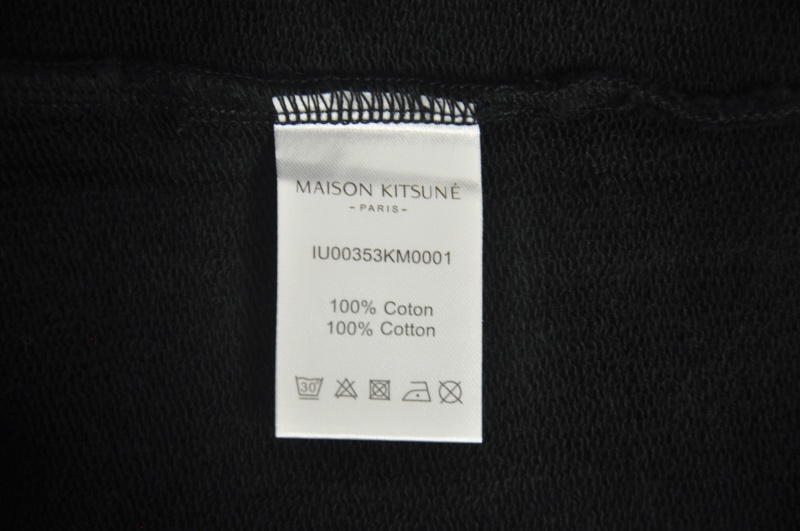 MAISON KITSUNÉ
- PARIS -
IU00353KM0001
100% Coton
100% Cotton
30°